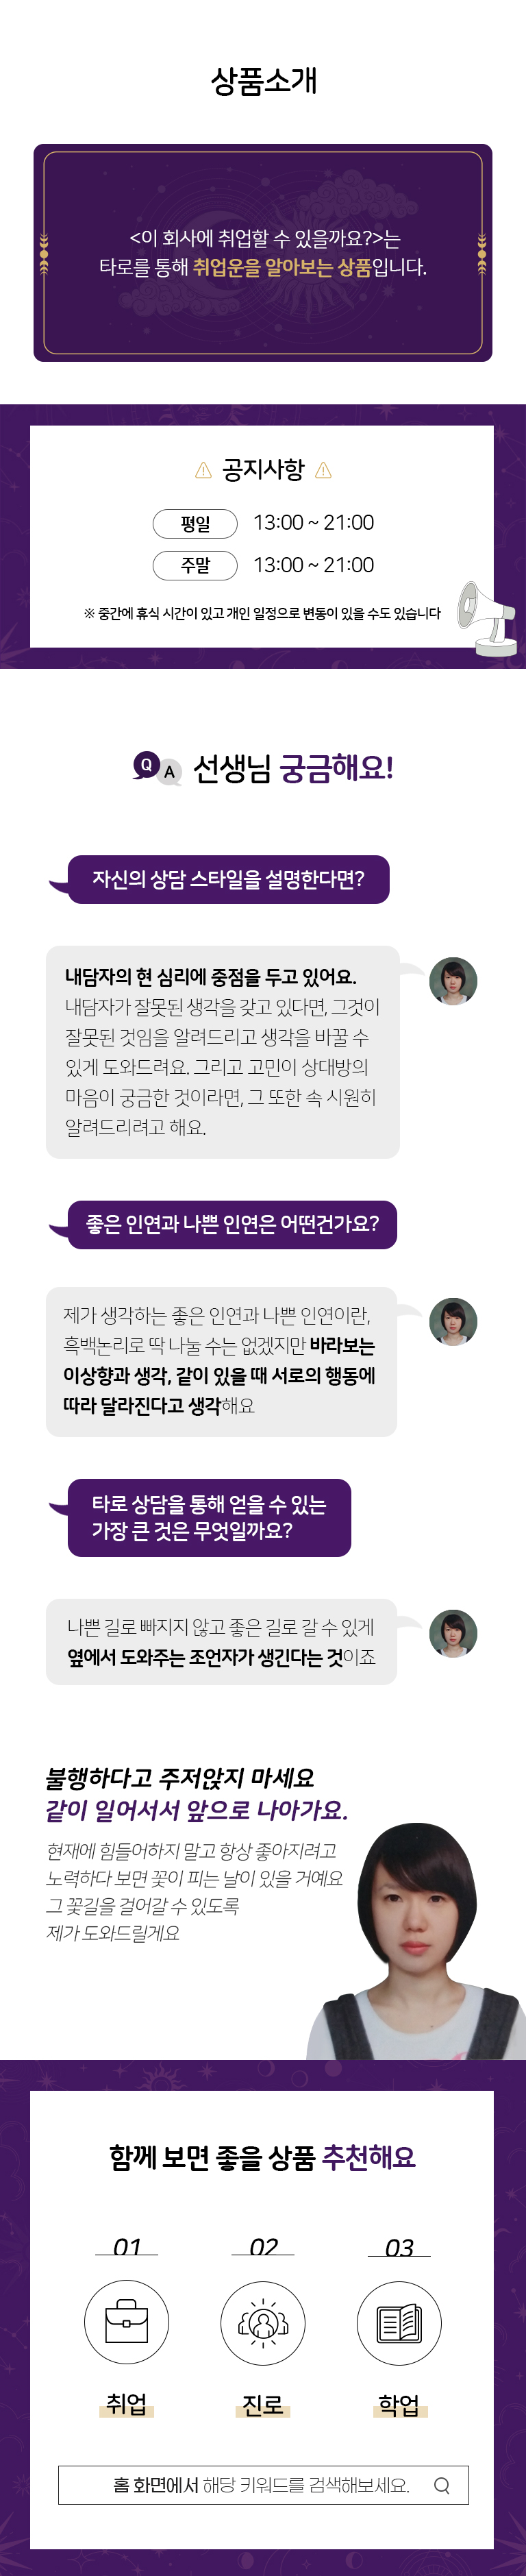 상품소개
<이 회사에 취업할 수 있을까요?>는
타로를 통해 취업운을 알아보는 상품입니다.
공지사항
평일 13:00 ~ 21:00
주말 13:00 ~ 21:00
※ 중간에 휴식 시간이 있고 개인 일정으로 변동이 있을 수도 있습니다
Q A 선생님 궁금해요!
자신의 상담 스타일을 설명한다면?
내담자의 현 심리에 중점을 두고 있어요.
내담자가 잘못된 생각을 갖고 있다면, 그것이
잘못된 것임을 알려드리고 생각을 바꿀 수
있게 도와드려요. 그리고 고민이 상대방의
마음이 궁금한 것이라면, 그 또한 속 시원히
알려드리려고 해요.
좋은 인연과 나쁜 인연은 어떤건가요?
제가 생각하는 좋은 인연과 나쁜 인연이란,
흑백논리로 딱 나눌 수는 없겠지만 바라보는
이상향과 생각, 같이 있을 때 서로의 행동에
따라 달라진다고 생각해요
타로 상담을 통해 얻을 수 있는
가장 큰 것은 무엇일까요?
나쁜 길로 빠지지 않고 좋은 길로 갈 수 있게
옆에서 도와주는 조언자가 생긴다는 것이죠
불행하다고 주저앉지 마세요
같이 일어서서 앞으로 나아가요.
현재에 힘들어하지 말고 항상 좋아지려고
노력하다 보면 꽃이 피는 날이 있을 거예요
그 꽃길을 걸어갈 수 있도록
제가 도와드릴게요
함께 보면 좋을 상품 추천해요
01 02 03
취업 진로 학업
홈 화면에서 해당 키워드를 검색해보세요.